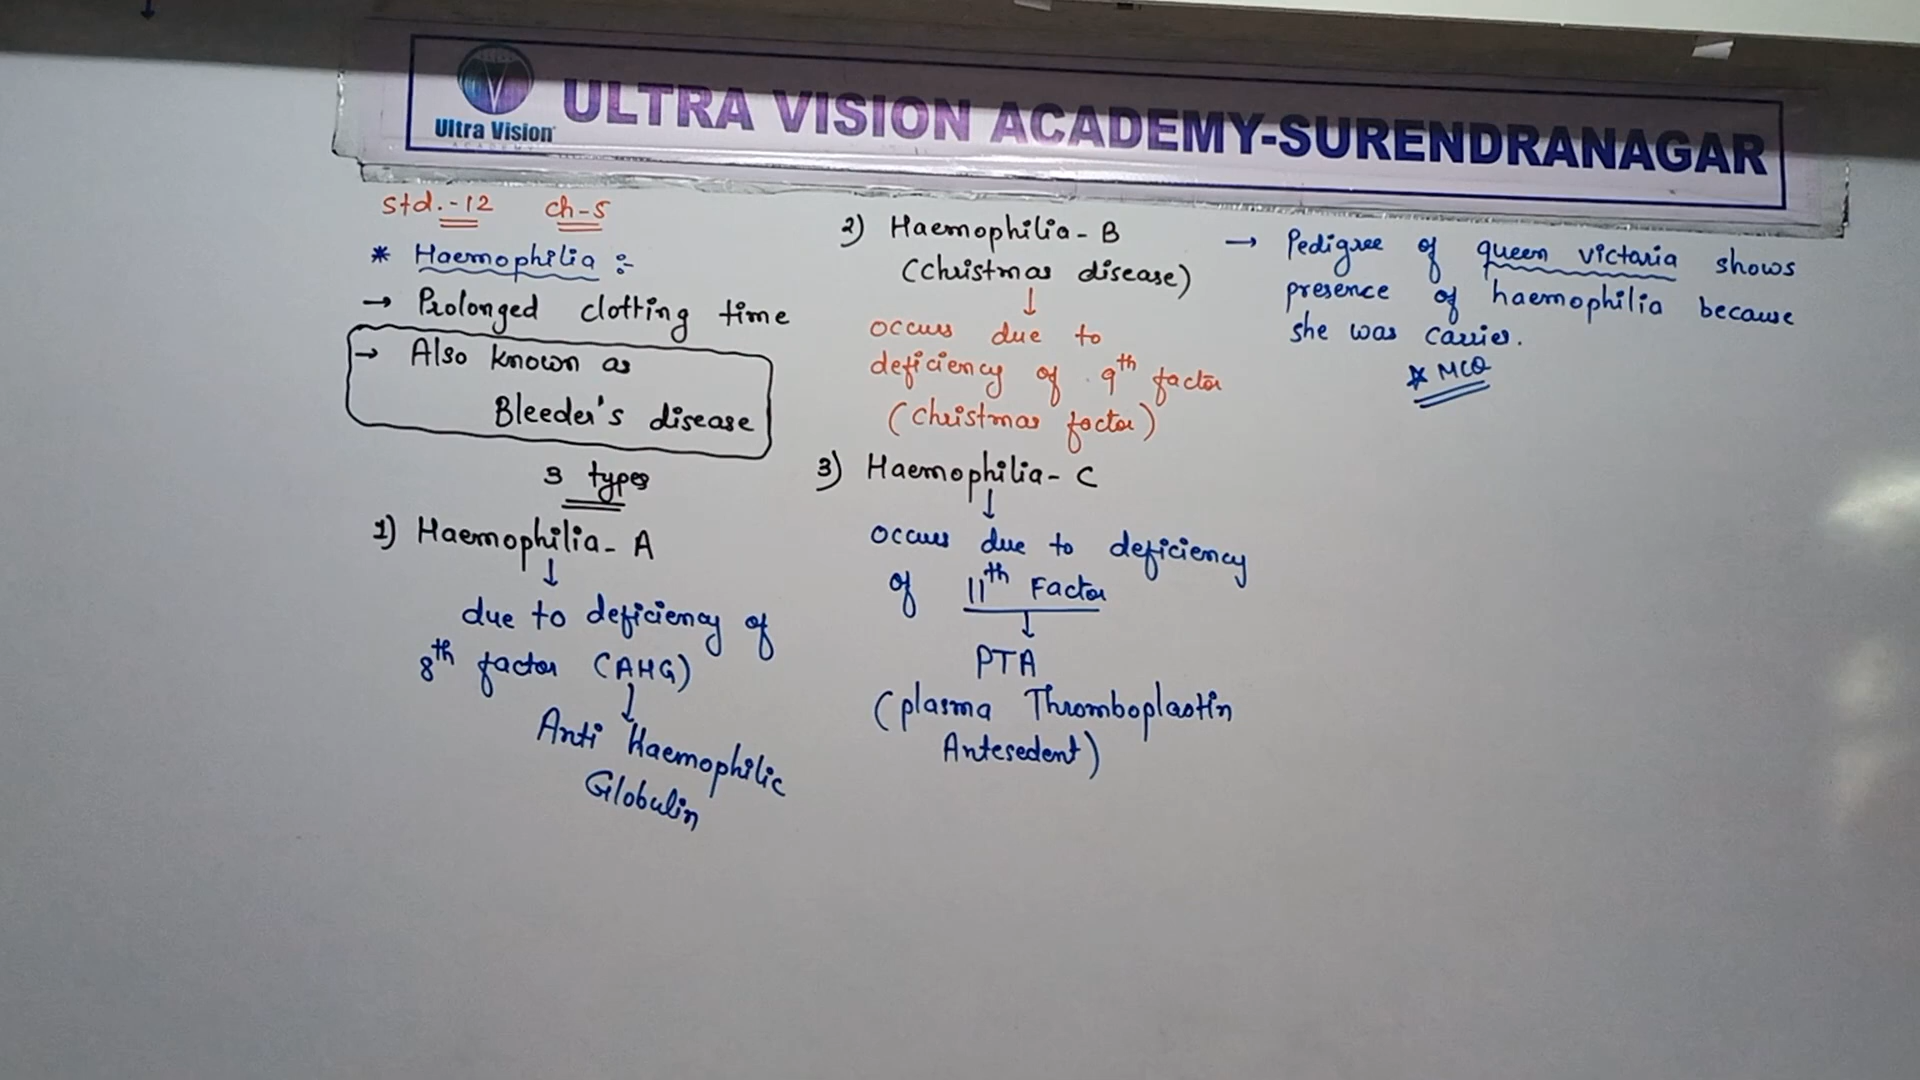 Ultra Vision
ACADEMY
ULTRA VISION ACADEMY-SURENDRANAGAR
std.-12 ch-5
* Haemophilia :-
→ Prolonged clotting time
→ Also known as
Bleeder's disease
3 types
1) Haemophilia- A
↓
due to deficiency of
8th factor (AHG)
↓
Anti Haemophilic
Globulin
2) Haemophilia- B
(Christmas disease)
↓
occurs due to
deficiency of 9th factor
(Christmas factor)
3) Haemophilia- C
↓
occurs due to deficiency
of 11th Factor
↓
PTA
(plasma Thromboplastin
Antesedent)
→ Pedigree of queen victoria shows
presence of haemophilia because
she was carrier.
* MCQ